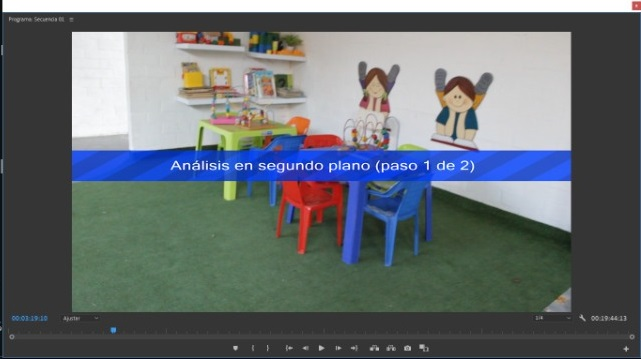 Programa: Secuencia 01
Análisis en segundo plano (paso 1 de 2)
00:03:19:10
Ajustar
1/4
00:19:44:13